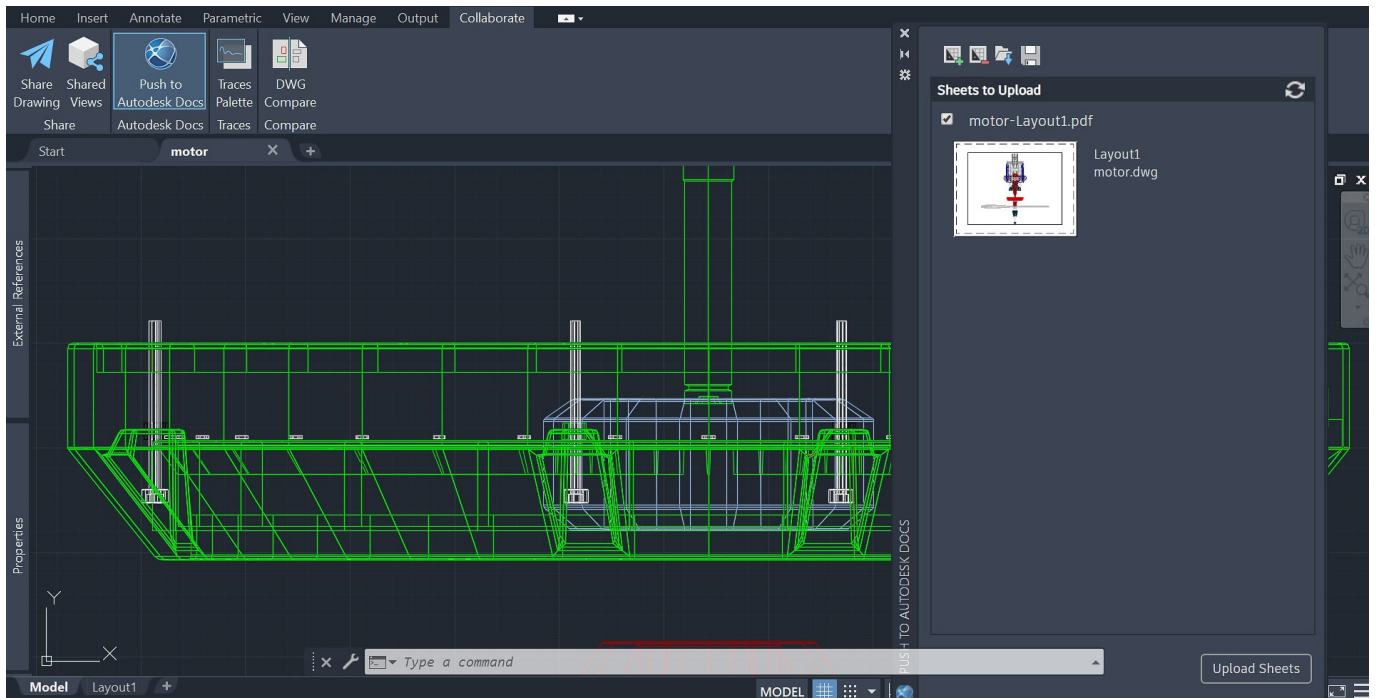 Home Insert Annotate Parametric View Manage Output Collaborate
Share Drawing
Shared Views
Push to Autodesk Docs
Traces Palette
DWG Compare
Share Autodesk Docs Traces Compare
Start motor
External References
Properties
Y
X
Type a command
Model Layout1
MODEL
PUSH TO AUTODESK DOCS
Sheets to Upload
motor-Layout1.pdf
Layout1
motor.dwg
Upload Sheets